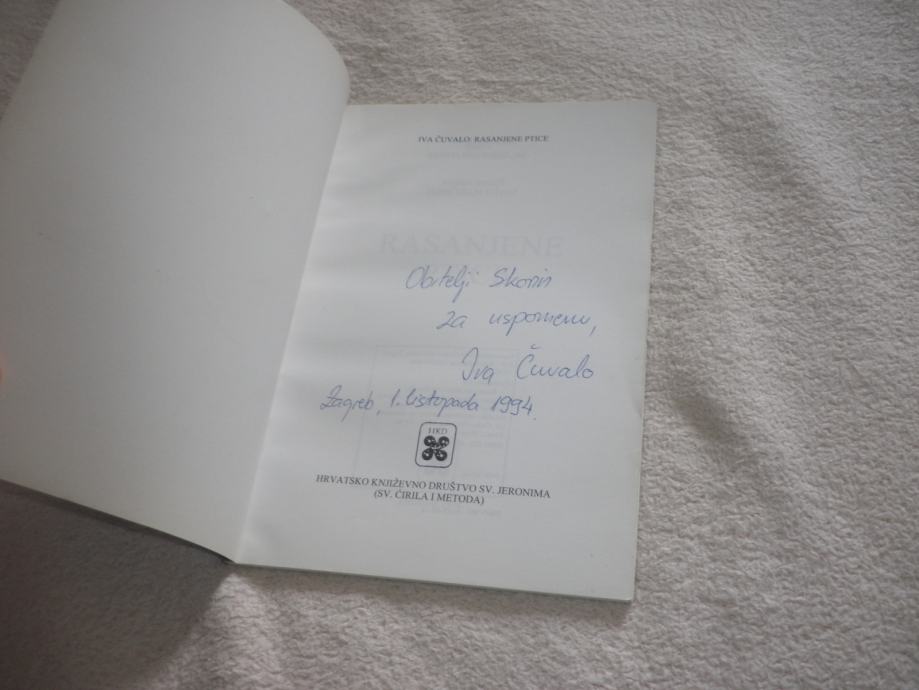 IVA ČUVALO: RASANJENE PTICE
RASANJENE
Obitelji Skorin
za uspomenu,
Iva Čuvalo
Zagreb, 1. listopada 1994.
HKD
HRVATSKO KNJIŽEVNO DRUŠTVO SV. JERONIMA
(SV. ĆIRILA I METODA)